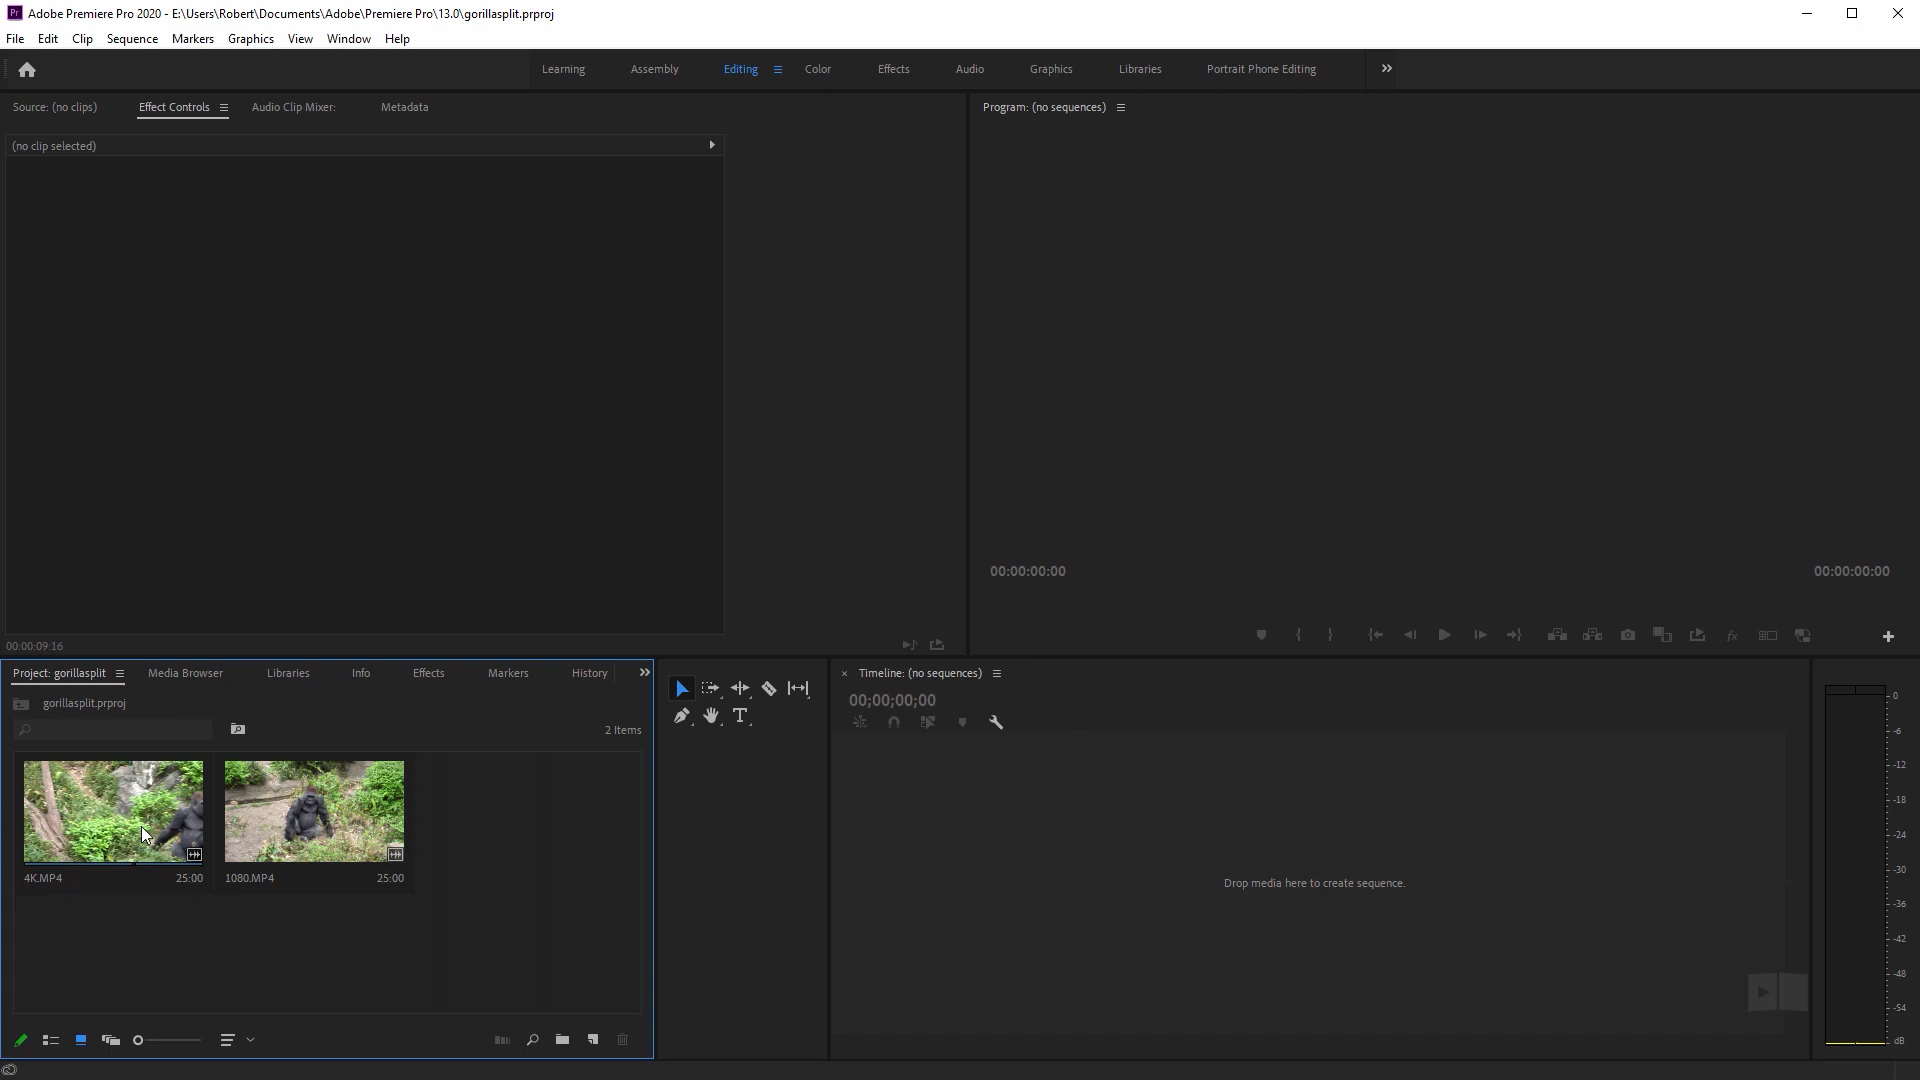 Adobe Premiere Pro 2020 - E:\Users\Robert\Documents\Adobe\Premiere Pro\13.0\gorillasplit.prproj
File Edit Clip Sequence Markers Graphics View Window Help
Learning Assembly Editing Color Effects Audio Graphics Libraries Portrait Phone Editing
Source: (no clips) Effect Controls Audio Clip Mixer: Metadata
Program: (no sequences)
(no clip selected)
00:00:00:00 00:00:00:00
00:00:09:16
Project: gorillasplit Media Browser Libraries Info Effects Markers History
Timeline: (no sequences)
gorillasplit.prproj
00;00;00;00
2 Items
4K.MP4 25:00 1080.MP4 25:00
Drop media here to create sequence.
0
-6
-12
-18
-24
-30
-36
-42
-48
-54
dB